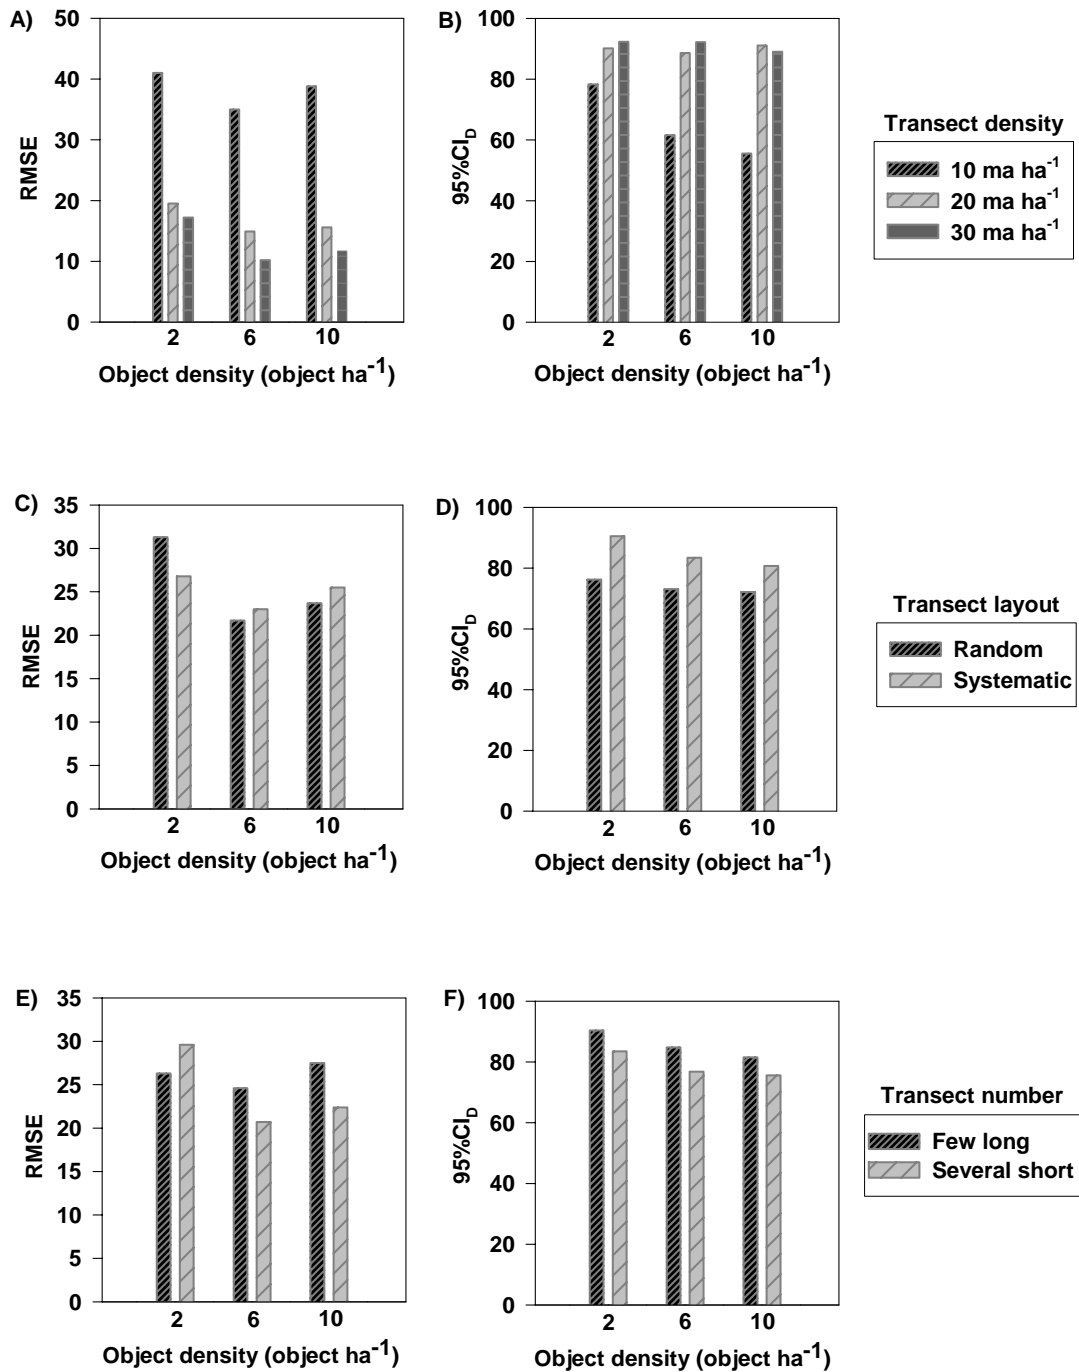 A)
50
40
30
20
10
0
RMSE
2 6 10
Object density (object ha⁻¹)
B)
100
80
60
40
20
0
95%CI_D
2 6 10
Object density (object ha⁻¹)
Transect density
10 ma ha⁻¹
20 ma ha⁻¹
30 ma ha⁻¹
C)
35
30
25
20
15
10
5
0
RMSE
2 6 10
Object density (object ha⁻¹)
D)
100
80
60
40
20
0
95%CI_D
2 6 10
Object density (object ha⁻¹)
Transect layout
Random
Systematic
E)
35
30
25
20
15
10
5
0
RMSE
2 6 10
Object density (object ha⁻¹)
F)
100
80
60
40
20
0
95%CI_D
2 6 10
Object density (object ha⁻¹)
Transect number
Few long
Several short